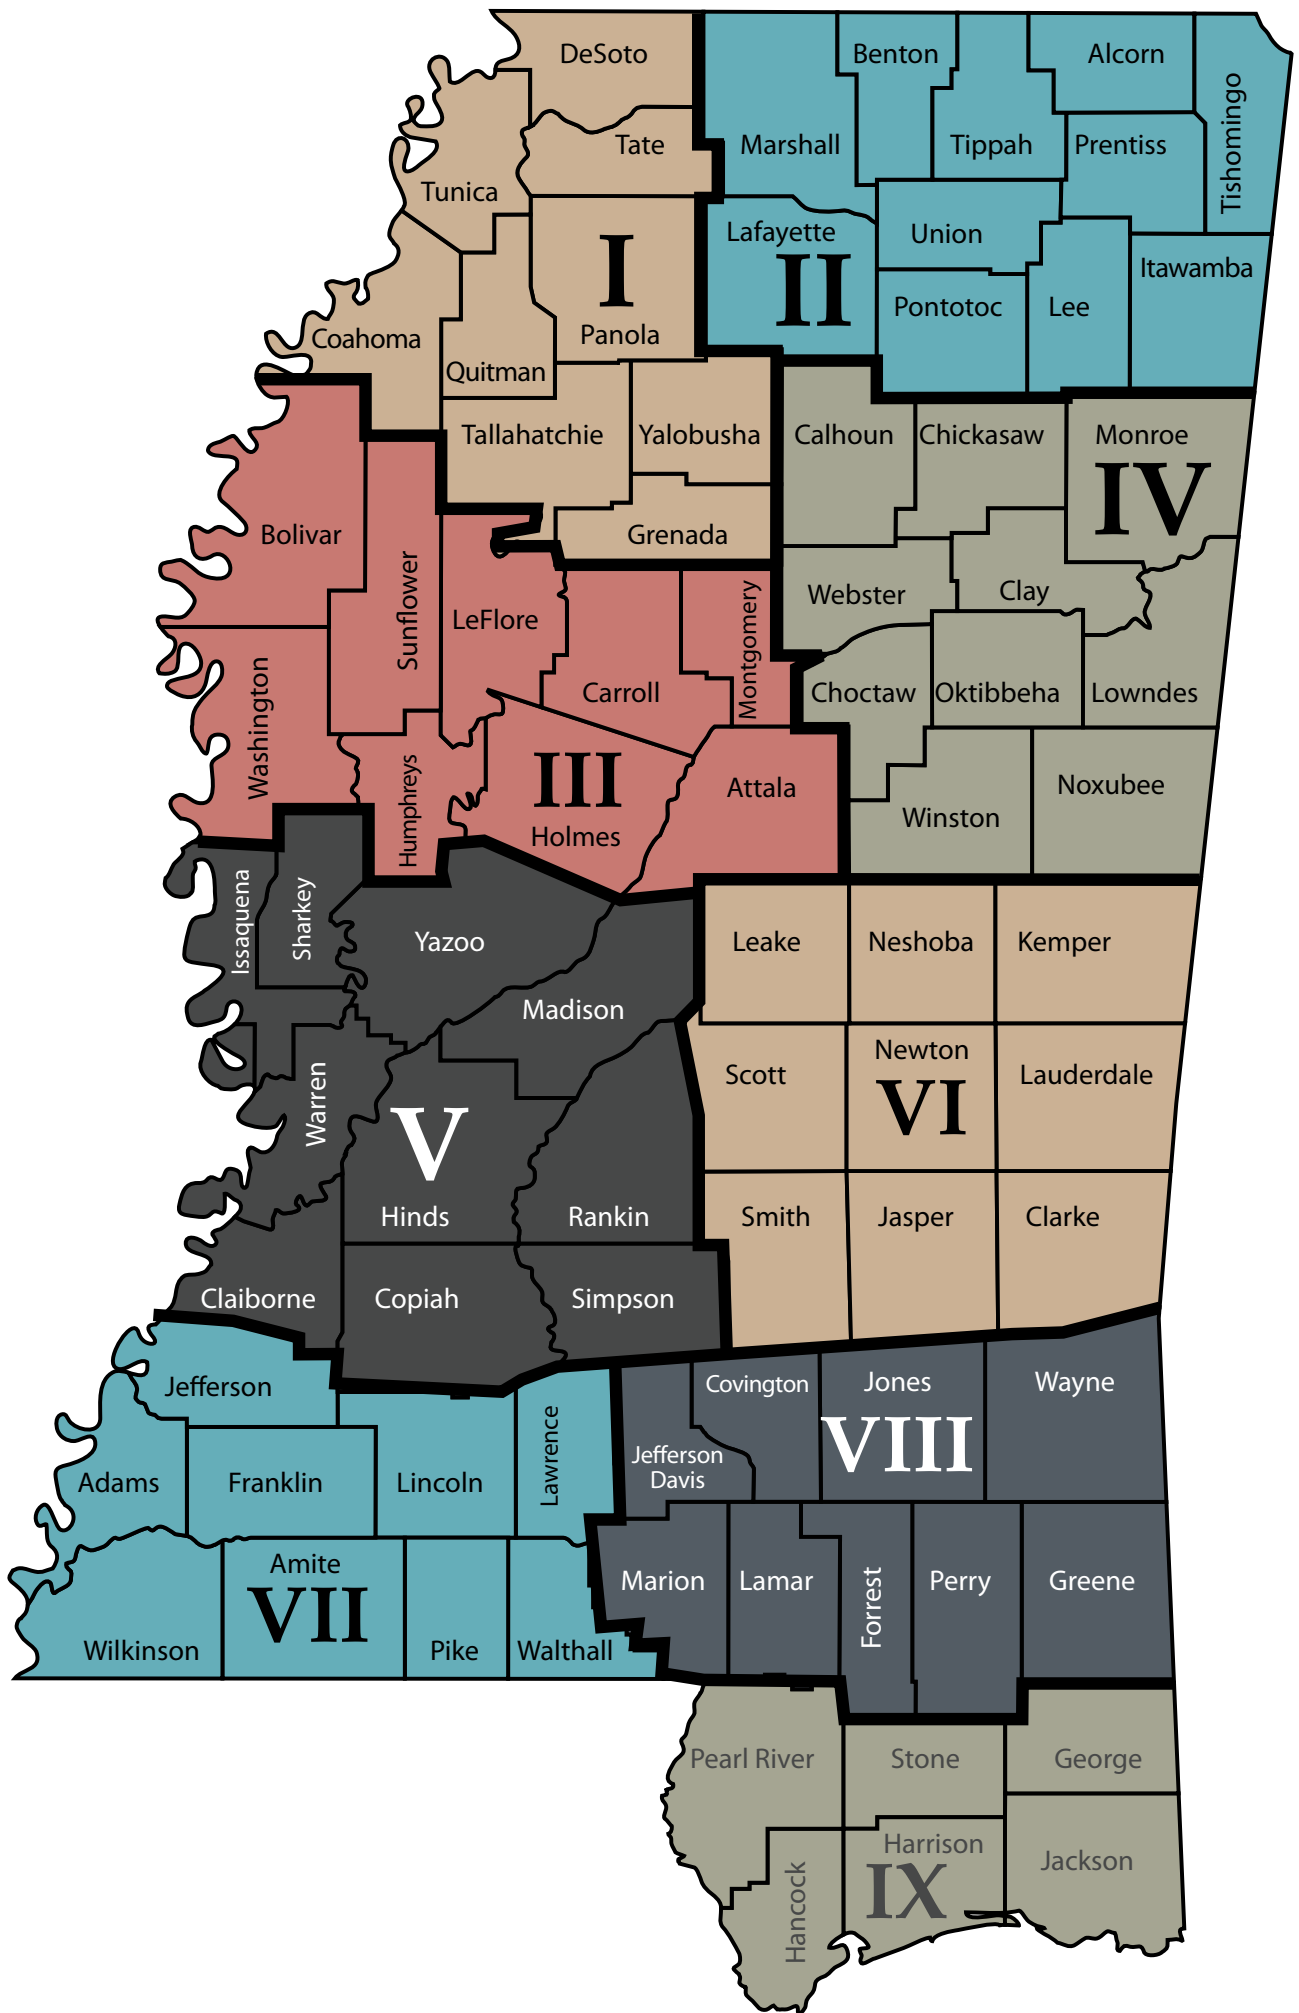 DeSoto
Benton
Alcorn
Tishomingo
Tate
Marshall
Tippah
Prentiss
Tunica
Lafayette
Union
I
II
Itawamba
Panola
Pontotoc
Lee
Coahoma
Quitman
Tallahatchie
Yalobusha
Calhoun
Chickasaw
Monroe
IV
Bolivar
Grenada
Sunflower
LeFlore
Webster
Clay
Montgomery
Carroll
Choctaw
Oktibbeha
Lowndes
Washington
III
Humphreys
Attala
Noxubee
Holmes
Winston
Issaquena
Sharkey
Yazoo
Leake
Neshoba
Kemper
Madison
Scott
Newton
Lauderdale
VI
Warren
V
Hinds
Rankin
Smith
Jasper
Clarke
Claiborne
Copiah
Simpson
Jefferson
Covington
Jones
Wayne
VIII
Lawrence
Jefferson
Davis
Adams
Franklin
Lincoln
Amite
VII
Marion
Lamar
Forrest
Perry
Greene
Wilkinson
Pike
Walthall
Pearl River
Stone
George
Harrison
IX
Jackson
Hancock